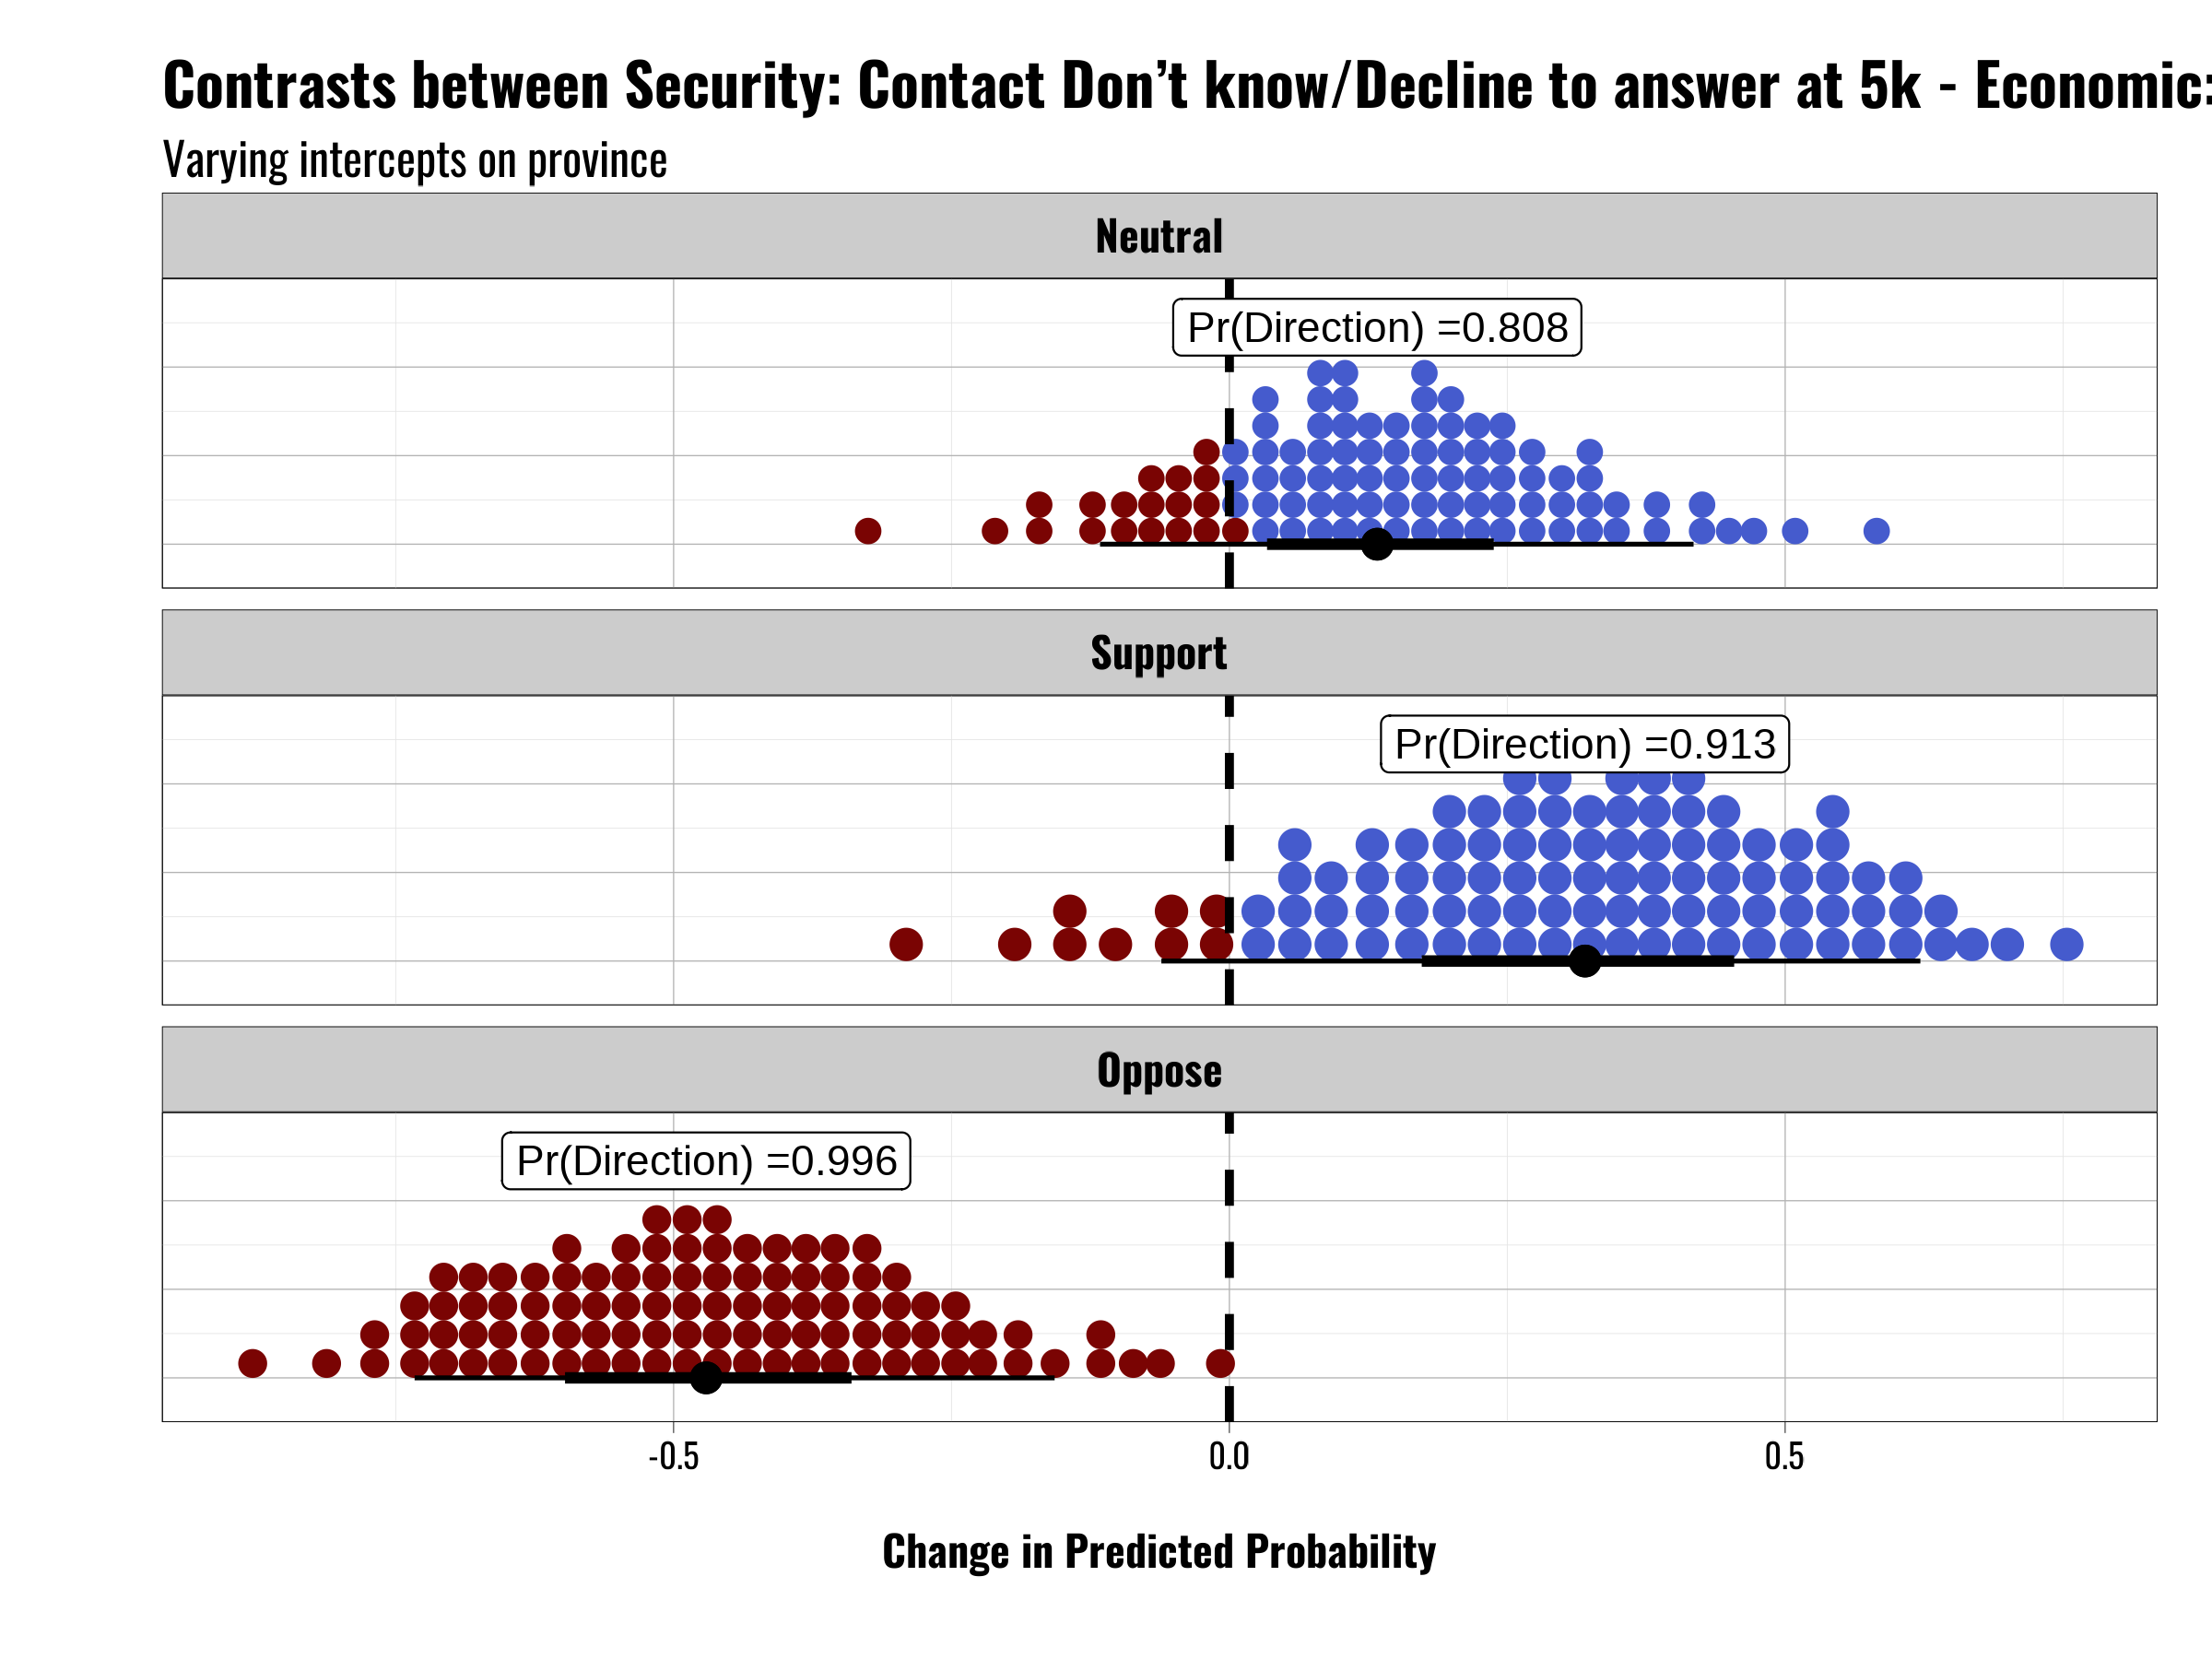 Contrasts between Security: Contact Don’t know/Decline to answer at 5k - Economic:
Varying intercepts on province
Neutral
Pr(Direction) =0.808
Support
Pr(Direction) =0.913
Oppose
Pr(Direction) =0.996
-0.5 0.0 0.5
Change in Predicted Probability